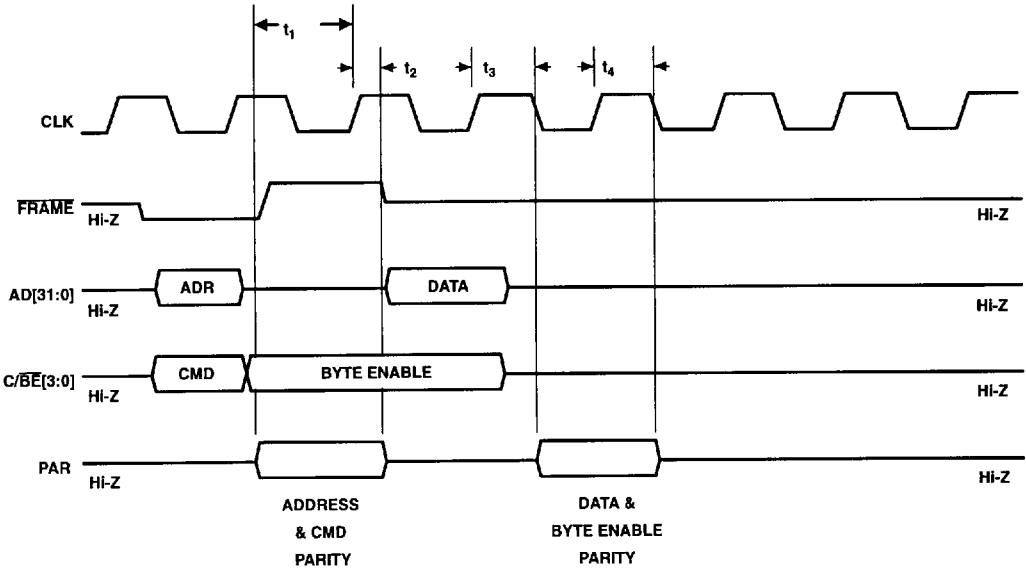 t1
t2 t3 t4
CLK
FRAME
Hi-Z Hi-Z
ADR DATA
AD[31:0]
Hi-Z Hi-Z
CMD BYTE ENABLE
C/BE[3:0]
Hi-Z Hi-Z
PAR
Hi-Z Hi-Z
ADDRESS
& CMD
PARITY
DATA &
BYTE ENABLE
PARITY